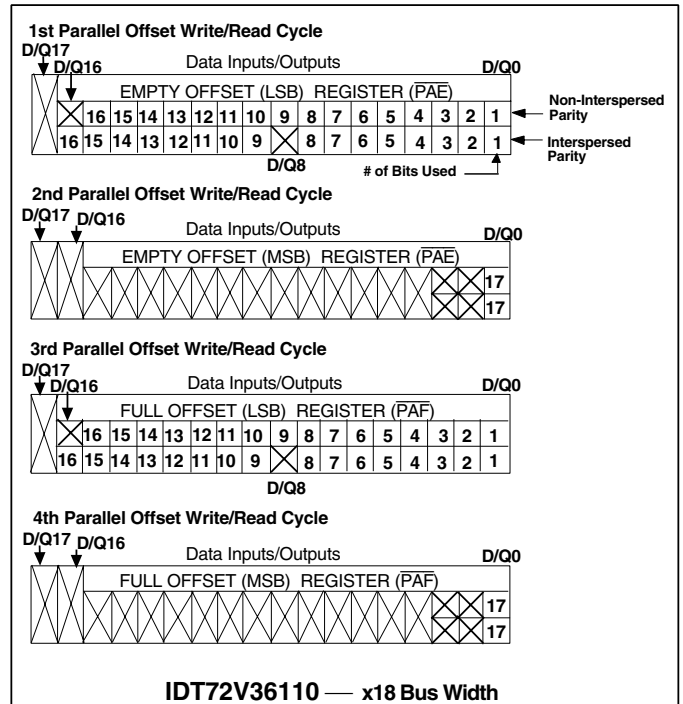 1st Parallel Offset Write/Read Cycle
D/Q17
D/Q16 Data Inputs/Outputs D/Q0
EMPTY OFFSET (LSB) REGISTER (PAE)
16 15 14 13 12 11 10 9 8 7 6 5 4 3 2 1 Non-Interspersed Parity
16 15 14 13 12 11 10 9 8 7 6 5 4 3 2 1 Interspersed Parity
D/Q8 # of Bits Used
2nd Parallel Offset Write/Read Cycle
D/Q17 D/Q16 Data Inputs/Outputs D/Q0
EMPTY OFFSET (MSB) REGISTER (PAE)
17
17
3rd Parallel Offset Write/Read Cycle
D/Q17
D/Q16 Data Inputs/Outputs D/Q0
FULL OFFSET (LSB) REGISTER (PAF)
16 15 14 13 12 11 10 9 8 7 6 5 4 3 2 1
16 15 14 13 12 11 10 9 8 7 6 5 4 3 2 1
D/Q8
4th Parallel Offset Write/Read Cycle
D/Q17 D/Q16 Data Inputs/Outputs D/Q0
FULL OFFSET (MSB) REGISTER (PAF)
17
17
IDT72V36110 — x18 Bus Width